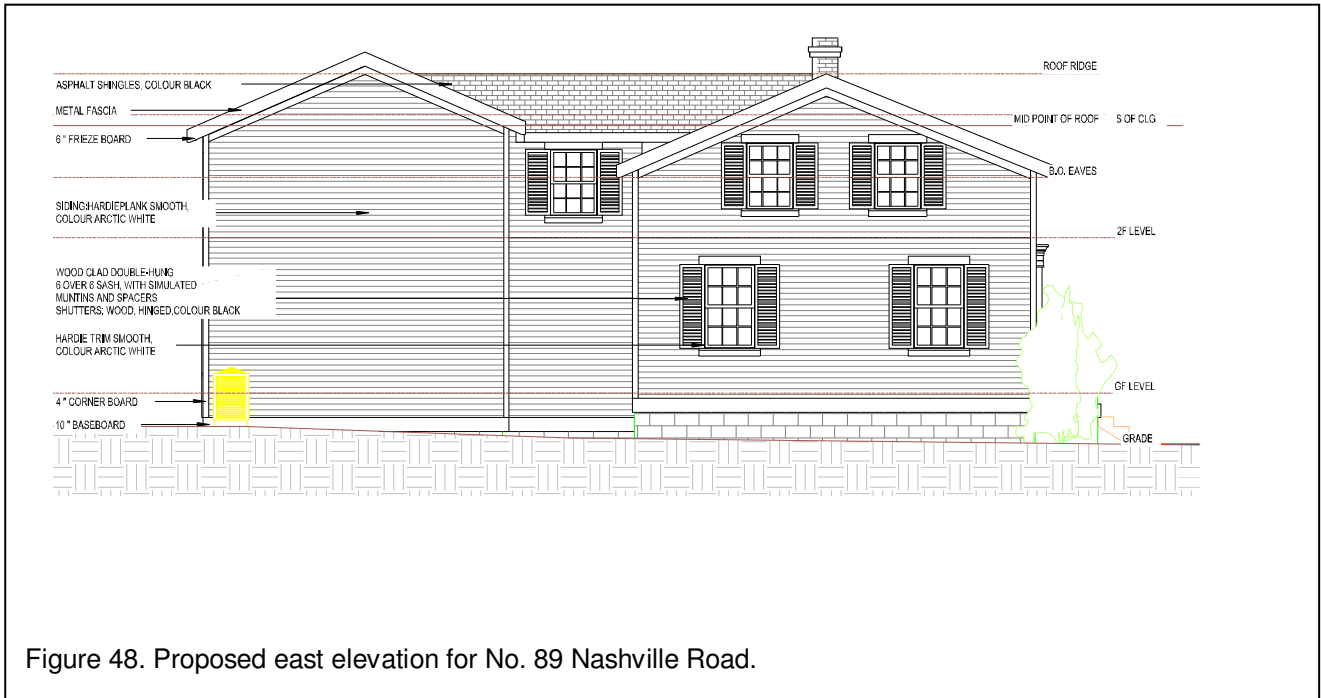 ROOF RIDGE
ASPHALT SHINGLES, COLOUR BLACK
METAL FASCIA
MID POINT OF ROOF S OF CLG
6" FRIEZE BOARD
B.O. EAVES
SIDING:HARDIEPLANK SMOOTH,
COLOUR ARCTIC WHITE
2F LEVEL
WOOD CLAD DOUBLE-HUNG
6 OVER 6 SASH, WITH SIMULATED
MUNTINS AND SPACERS
SHUTTERS: WOOD, HINGED,COLOUR BLACK
HARDIE TRIM SMOOTH,
COLOUR ARCTIC WHITE
GF LEVEL
4" CORNER BOARD
10" BASEBOARD
GRADE
Figure 48. Proposed east elevation for No. 89 Nashville Road.